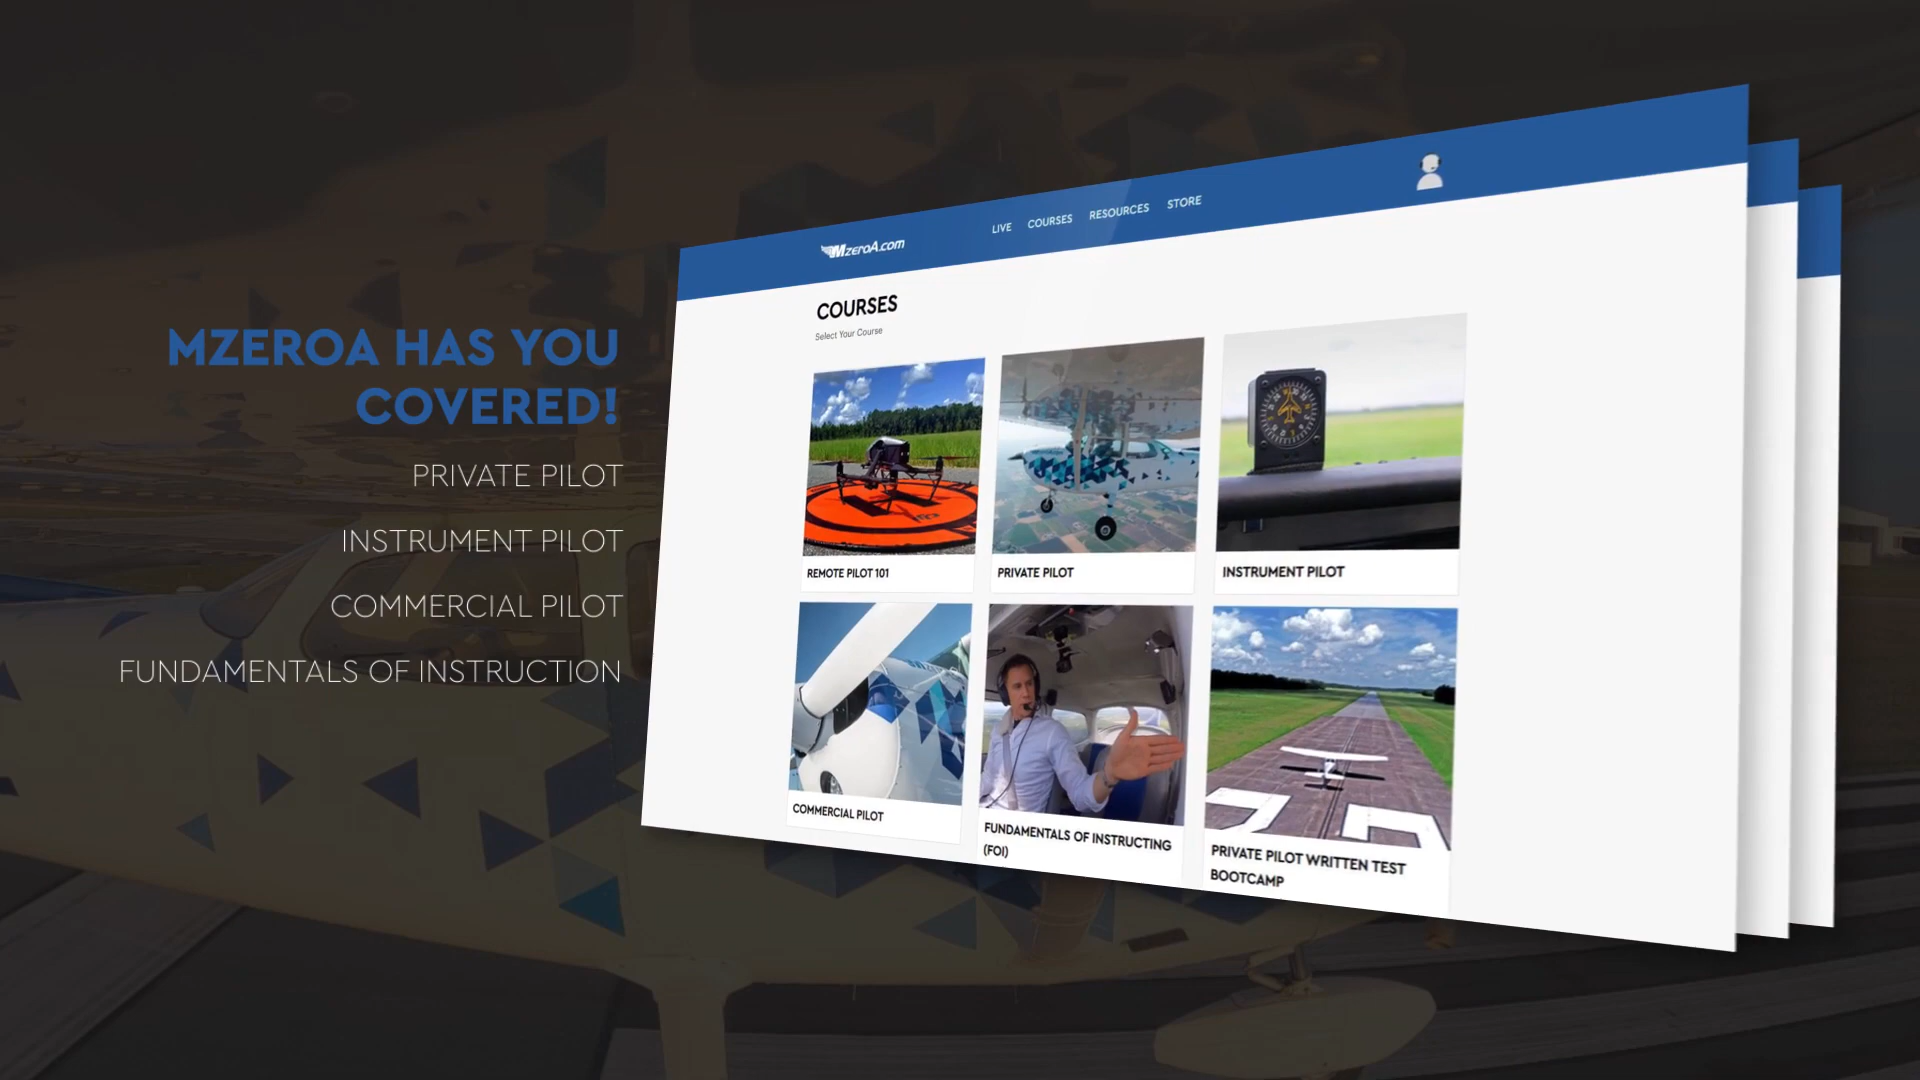 MZEROA HAS YOU
COVERED!
PRIVATE PILOT
INSTRUMENT PILOT
COMMERCIAL PILOT
FUNDAMENTALS OF INSTRUCTION
MzeroA.com
LIVE COURSES RESOURCES STORE
COURSES
Select Your Course
REMOTE PILOT 101
PRIVATE PILOT
INSTRUMENT PILOT
COMMERCIAL PILOT
FUNDAMENTALS OF INSTRUCTING
(FOI)
PRIVATE PILOT WRITTEN TEST
BOOTCAMP